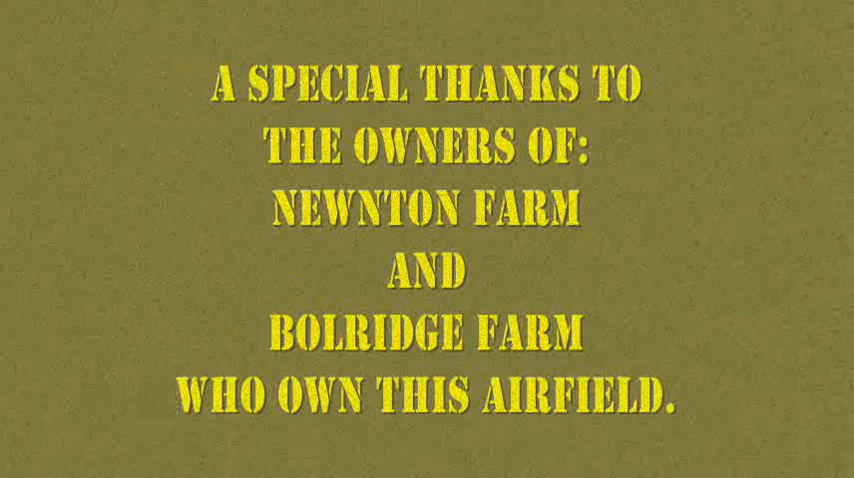 A SPECIAL THANKS TO
THE OWNERS OF:
NEWNTON FARM
AND
BOLRIDGE FARM
WHO OWN THIS AIRFIELD.